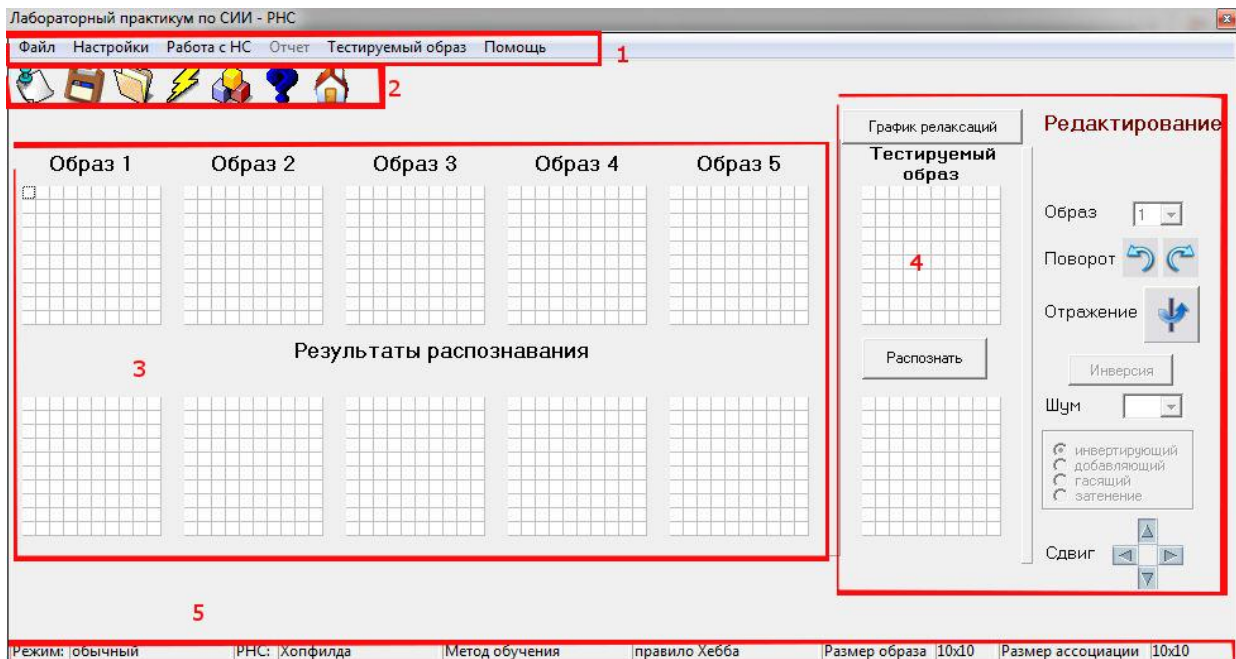 Лабораторный практикум по СИИ - РНС
Файл Настройки Работа с НС Отчет Тестируемый образ Помощь
1
2
График релаксаций
Редактирование
Образ 1 Образ 2 Образ 3 Образ 4 Образ 5
Тестируемый
образ
Образ 1
4
Поворот
Отражение
Результаты распознавания
3
Распознать
Инверсия
Шум
инвертирующий
добавляющий
гасящий
затенение
Сдвиг
5
Режим: обычный РНС: Хопфилда Метод обучения правило Хебба Размер образа 10x10 Размер ассоциации 10x10